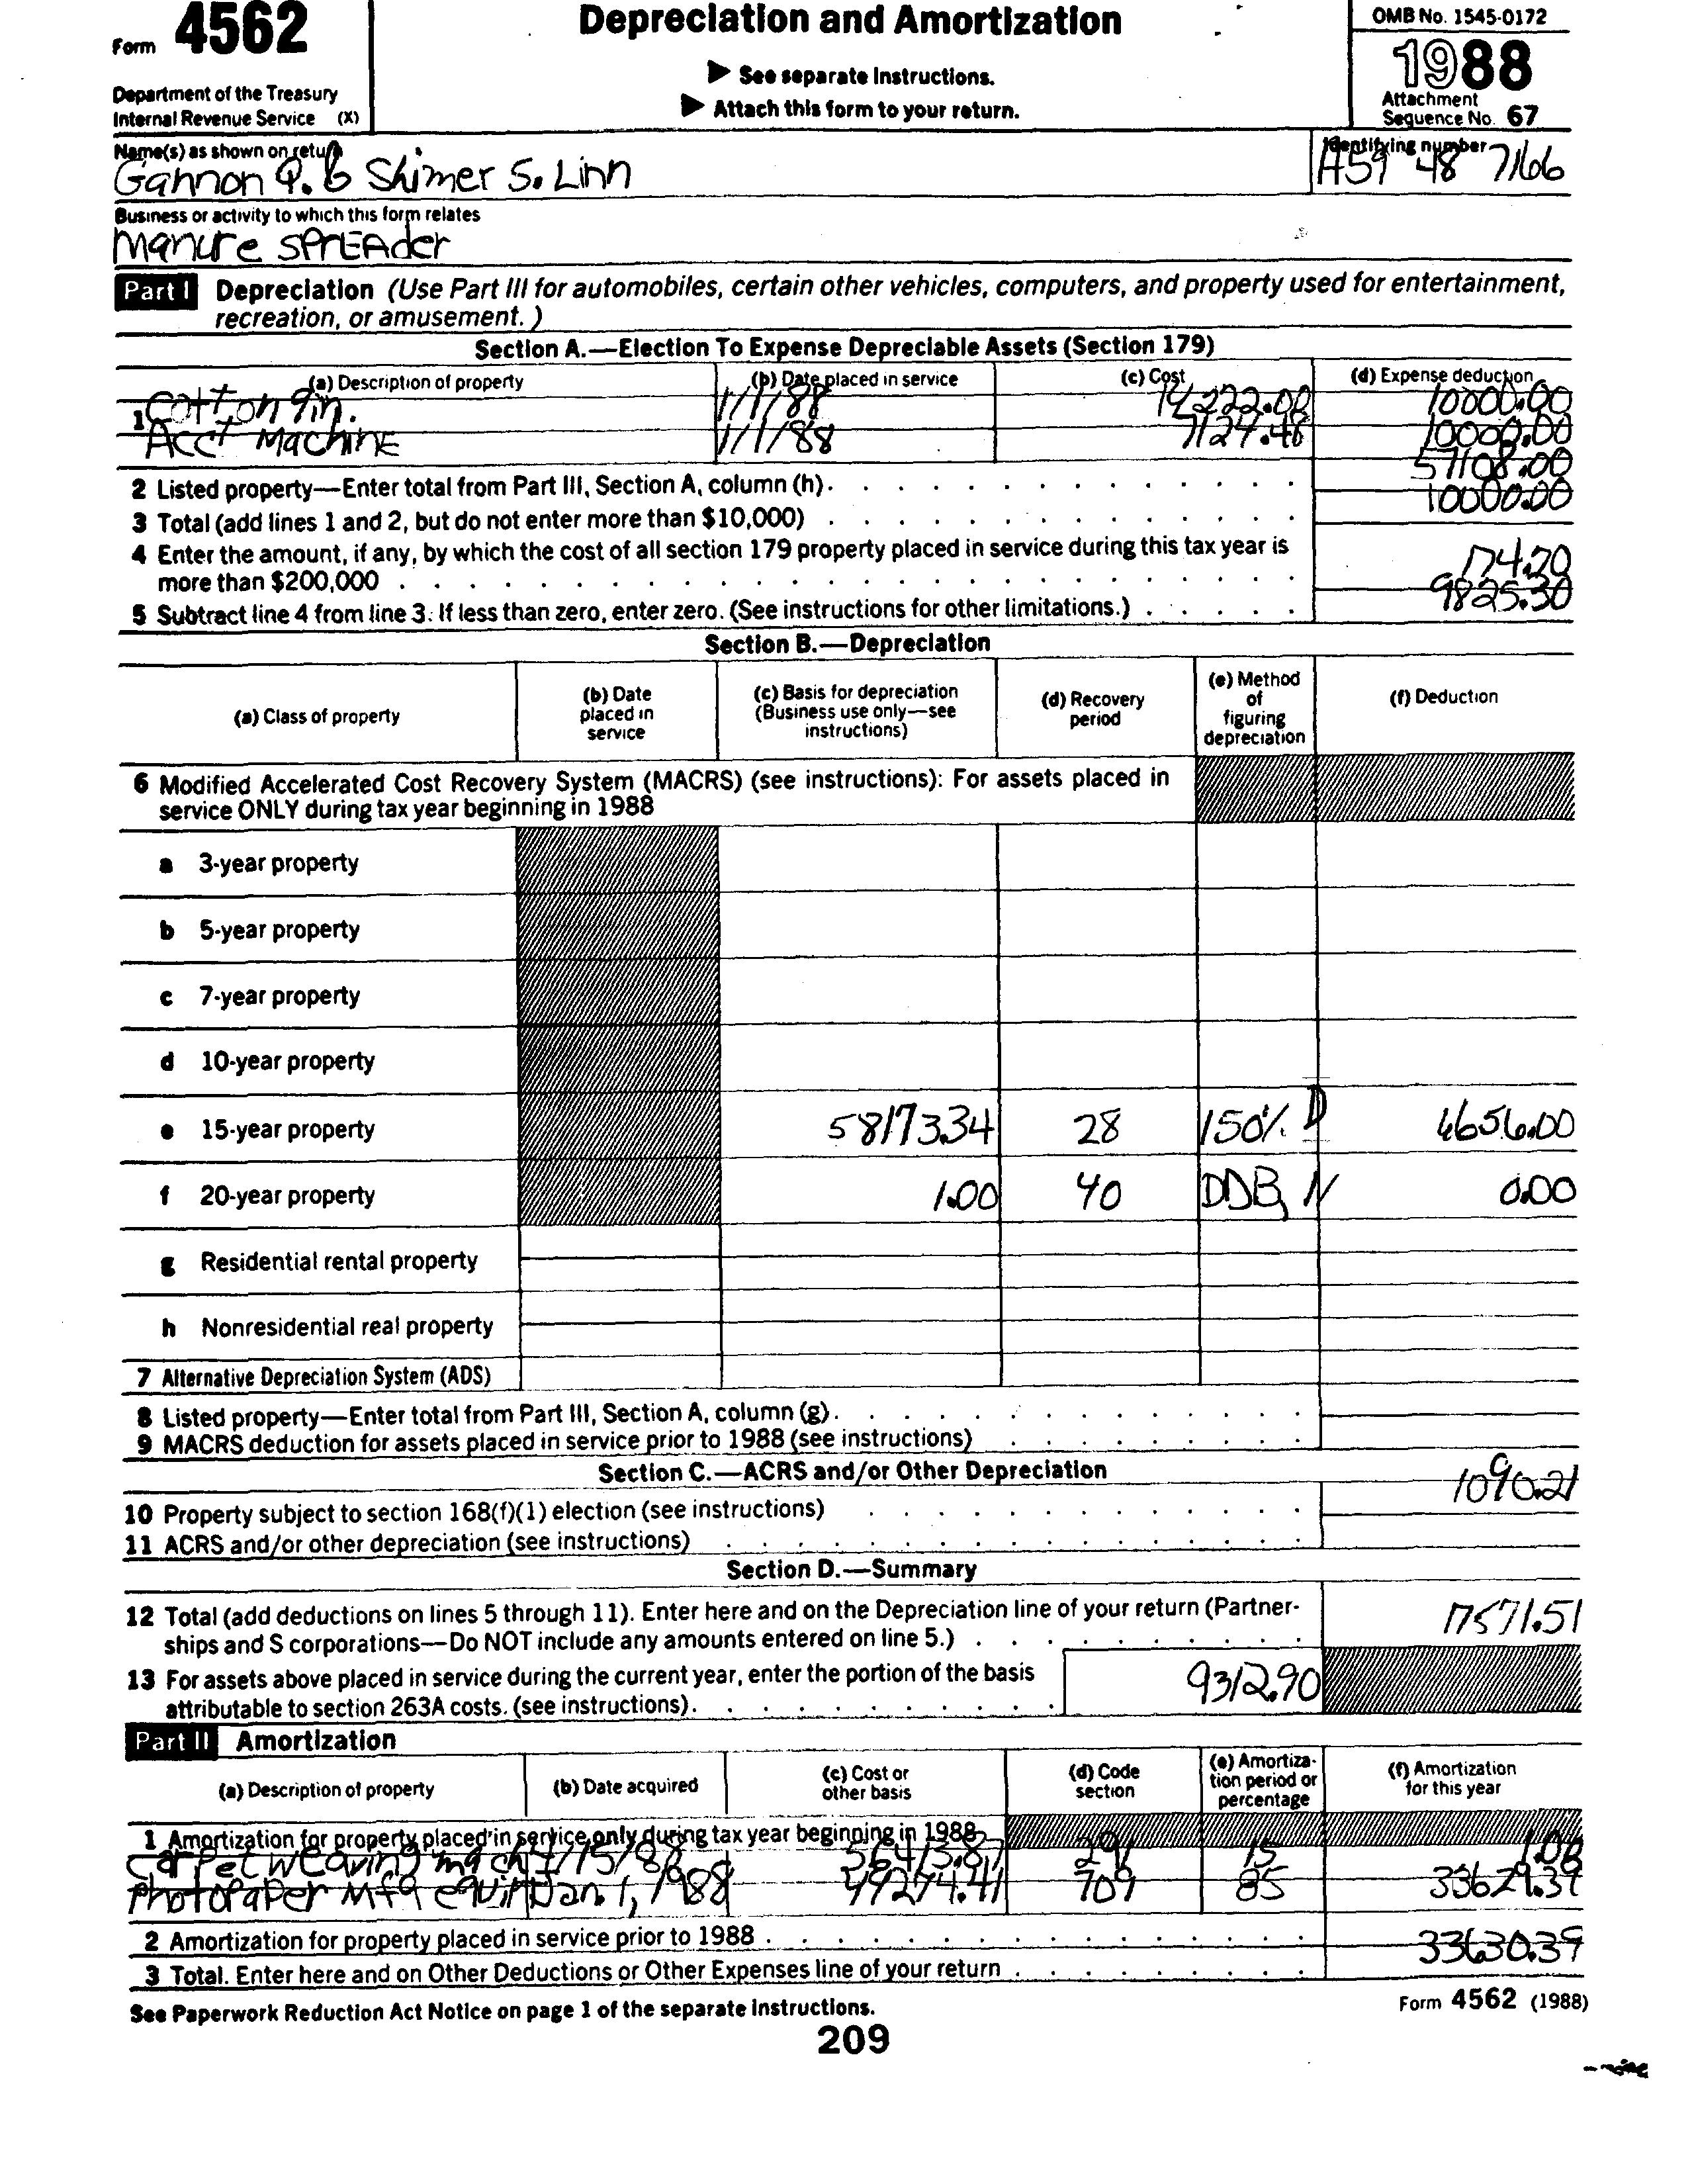 Form 4562
Department of the Treasury
Internal Revenue Service (X)
Depreciation and Amortization
▶ See separate Instructions.
▶ Attach this form to your return.
OMB No. 1545-0172
1988
Attachment
Sequence No. 67
Name(s) as shown on return
Gannon Q. & Shimer S. Linn
Identifying number
A59 48 7166
Business or activity to which this form relates
Manure SPrEAder
Part I Depreciation (Use Part III for automobiles, certain other vehicles, computers, and property used for entertainment,
recreation, or amusement.)
Section A.—Election To Expense Depreciable Assets (Section 179)
(a) Description of property (b) Date placed in service (c) Cost (d) Expense deduction
1 Cotton gin. 1/1/88 14222.00 10000.00
Acct Machine 1/1/88 7127.48 10000.00
2 Listed property—Enter total from Part III, Section A, column (h). 57108.00
3 Total (add lines 1 and 2, but do not enter more than $10,000) 10000.00
4 Enter the amount, if any, by which the cost of all section 179 property placed in service during this tax year is
more than $200,000 174.70
5 Subtract line 4 from line 3. If less than zero, enter zero. (See instructions for other limitations.) 9825.30
Section B.—Depreciation
(a) Class of property (b) Date placed in service (c) Basis for depreciation (Business use only—see instructions) (d) Recovery period (e) Method of figuring depreciation (f) Deduction
6 Modified Accelerated Cost Recovery System (MACRS) (see instructions): For assets placed in
service ONLY during tax year beginning in 1988
a 3-year property
b 5-year property
c 7-year property
d 10-year property
e 15-year property 58173.34 28 150% D 6656.00
f 20-year property 1.00 40 DDB, N 0.00
g Residential rental property
h Nonresidential real property
7 Alternative Depreciation System (ADS)
8 Listed property—Enter total from Part III, Section A, column (g).
9 MACRS deduction for assets placed in service prior to 1988 (see instructions)
Section C.—ACRS and/or Other Depreciation
10 Property subject to section 168(f)(1) election (see instructions) 1090.21
11 ACRS and/or other depreciation (see instructions)
Section D.—Summary
12 Total (add deductions on lines 5 through 11). Enter here and on the Depreciation line of your return (Partner-
ships and S corporations—Do NOT include any amounts entered on line 5.) 17571.51
13 For assets above placed in service during the current year, enter the portion of the basis
attributable to section 263A costs. (see instructions). 9312.90
Part II Amortization
(a) Description of property (b) Date acquired (c) Cost or other basis (d) Code section (e) Amortization period or percentage (f) Amortization for this year
1 Amortization for property placed in service only during tax year beginning in 1988
Carpet weaving mach 7/15/88 56413.87 291 15 1.00
Photopaper Mfg equip Jan. 1, 1988 49274.41 709 85 33629.39
2 Amortization for property placed in service prior to 1988
3 Total. Enter here and on Other Deductions or Other Expenses line of your return 33630.39
See Paperwork Reduction Act Notice on page 1 of the separate Instructions.
Form 4562 (1988)
209